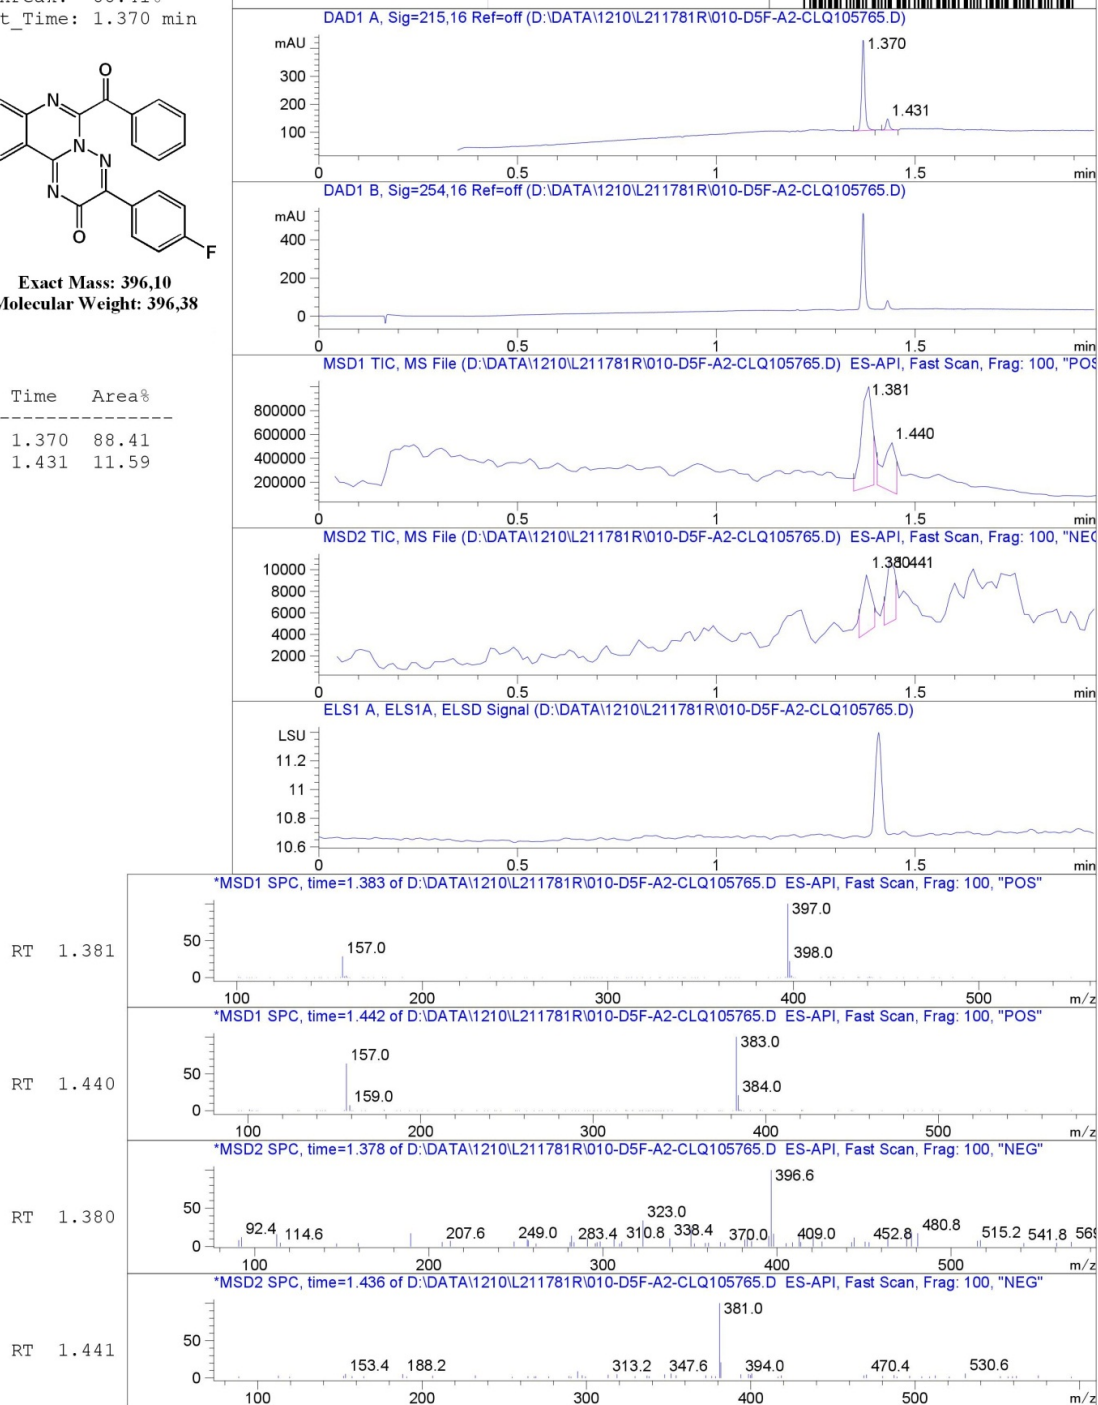 t_Time: 1.370 min
O
N
N
N
N
O
F
Exact Mass: 396,10
Molecular Weight: 396,38
Time Area%
1.370 88.41
1.431 11.59
DAD1 A, Sig=215,16 Ref=off (D:\DATA\1210\L211781R\010-D5F-A2-CLQ105765.D)
mAU
300
200
100
1.370
1.431
0 0.5 1 1.5 min
DAD1 B, Sig=254,16 Ref=off (D:\DATA\1210\L211781R\010-D5F-A2-CLQ105765.D)
mAU
400
200
0
0 0.5 1 1.5 min
MSD1 TIC, MS File (D:\DATA\1210\L211781R\010-D5F-A2-CLQ105765.D) ES-API, Fast Scan, Frag: 100, "POS
800000
600000
400000
200000
1.381
1.440
0 0.5 1 1.5 min
MSD2 TIC, MS File (D:\DATA\1210\L211781R\010-D5F-A2-CLQ105765.D) ES-API, Fast Scan, Frag: 100, "NEG
10000
8000
6000
4000
2000
1.380
1.441
0 0.5 1 1.5 min
ELS1 A, ELS1A, ELSD Signal (D:\DATA\1210\L211781R\010-D5F-A2-CLQ105765.D)
LSU
11.2
11
10.8
10.6
0 0.5 1 1.5 min
*MSD1 SPC, time=1.383 of D:\DATA\1210\L211781R\010-D5F-A2-CLQ105765.D ES-API, Fast Scan, Frag: 100, "POS"
RT 1.381
50
0
157.0
397.0
398.0
100 200 300 400 500 m/z
*MSD1 SPC, time=1.442 of D:\DATA\1210\L211781R\010-D5F-A2-CLQ105765.D ES-API, Fast Scan, Frag: 100, "POS"
RT 1.440
50
0
157.0
159.0
383.0
384.0
100 200 300 400 500 m/z
*MSD2 SPC, time=1.378 of D:\DATA\1210\L211781R\010-D5F-A2-CLQ105765.D ES-API, Fast Scan, Frag: 100, "NEG"
RT 1.380
50
0
396.6
323.0
92.4 114.6 207.6 249.0 283.4 310.8 338.4 370.0 409.0 452.8 480.8 515.2 541.8 569
100 200 300 400 500 m/z
*MSD2 SPC, time=1.436 of D:\DATA\1210\L211781R\010-D5F-A2-CLQ105765.D ES-API, Fast Scan, Frag: 100, "NEG"
RT 1.441
50
0
381.0
153.4 188.2 313.2 347.6 394.0 470.4 530.6
100 200 300 400 500 m/z